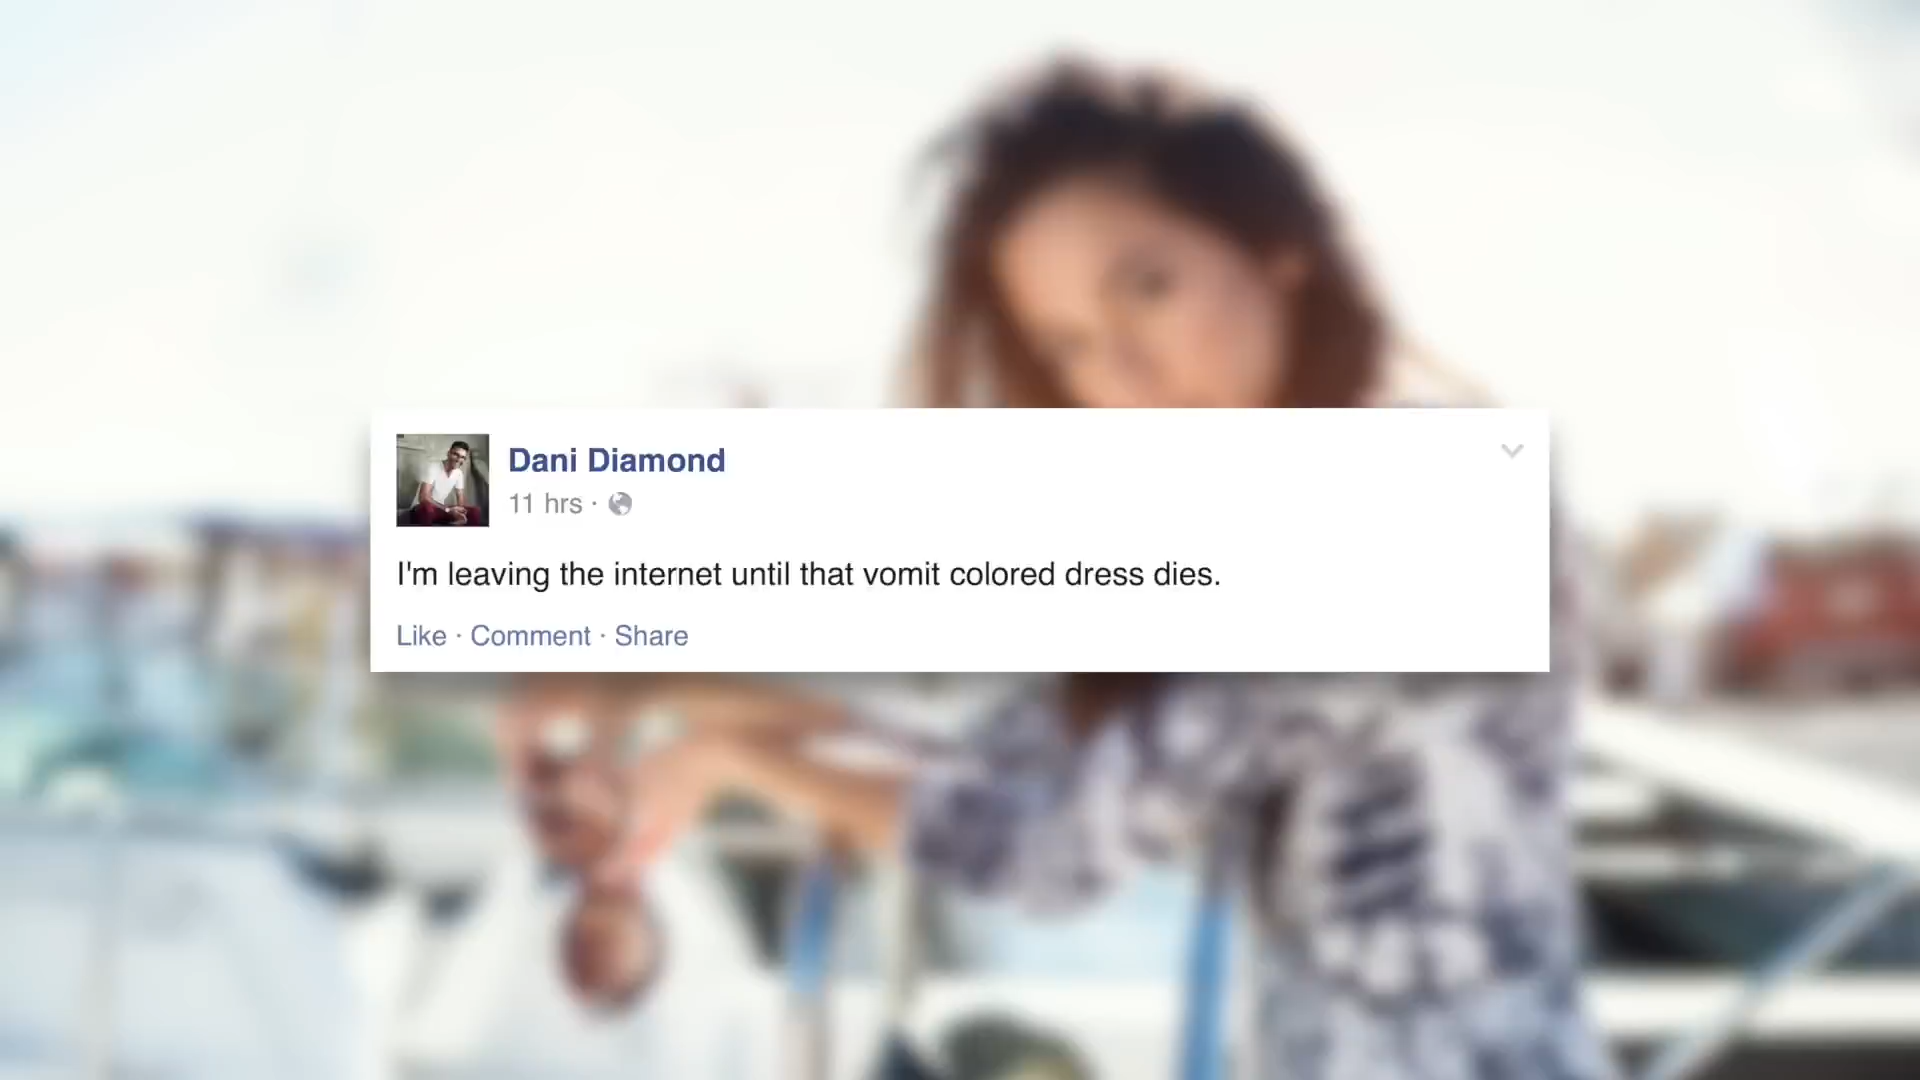 Dani Diamond
11 hrs ·
I'm leaving the internet until that vomit colored dress dies.
Like · Comment · Share